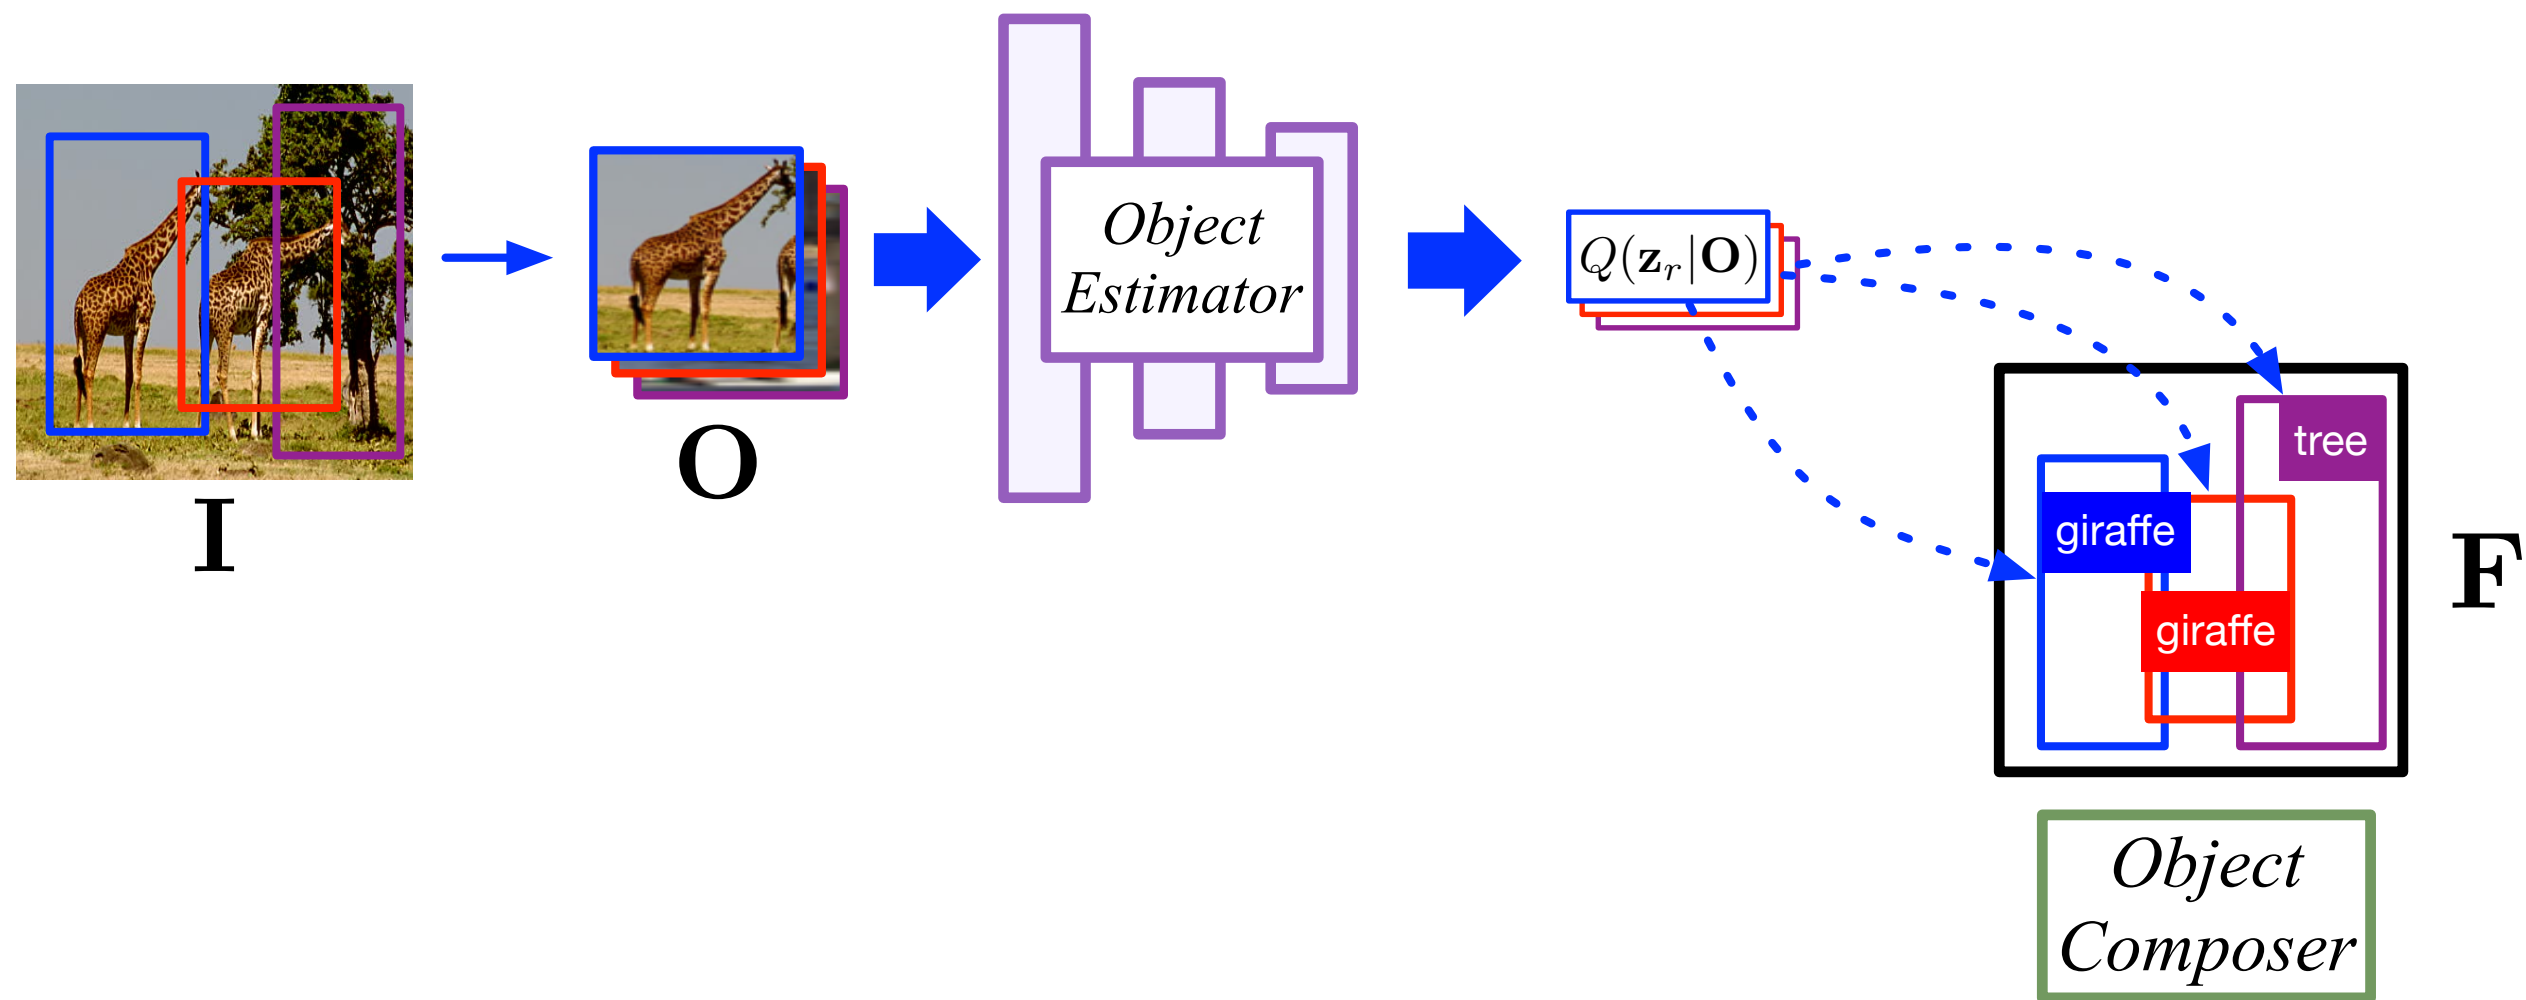 I
O
Object
Estimator
Q(𝐳ᵣ|𝐎)
tree
giraffe
giraffe
F
Object
Composer